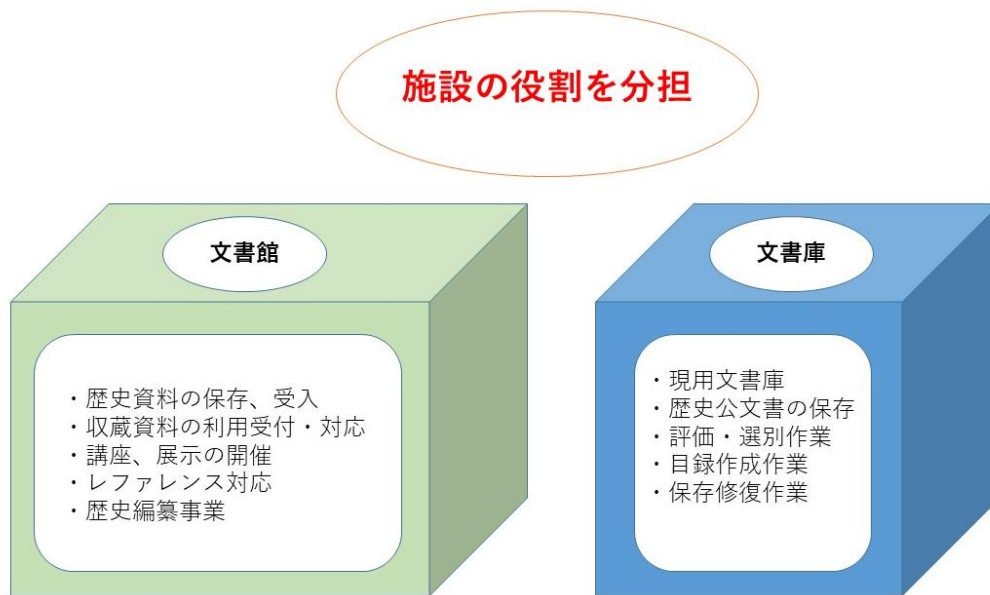 施設の役割を分担
文書館
・歴史資料の保存、受入
・収蔵資料の利用受付・対応
・講座、展示の開催
・レファレンス対応
・歴史編纂事業
文書庫
・現用文書庫
・歴史公文書の保存
・評価・選別作業
・目録作成作業
・保存修復作業